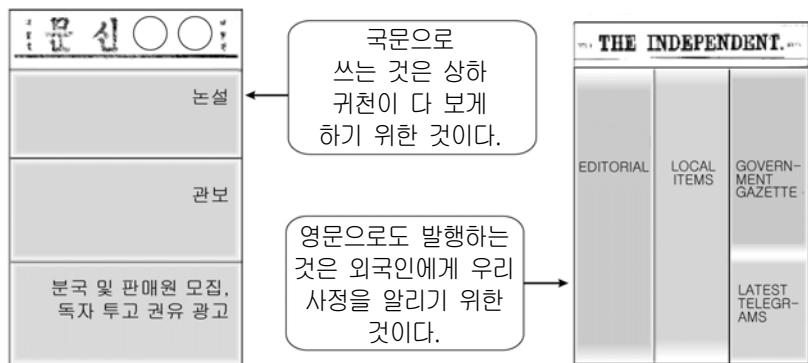 문신○○
논설
관보
분국 및 판매원 모집,
독자 투고 권유 광고
국문으로
쓰는 것은 상하
귀천이 다 보게
하기 위한 것이다.
영문으로도 발행하는
것은 외국인에게 우리
사정을 알리기 위한
것이다.
THE INDEPENDENT.
EDITORIAL
LOCAL
ITEMS
GOVERN-
MENT
GAZETTE
LATEST
TELEGR-
AMS